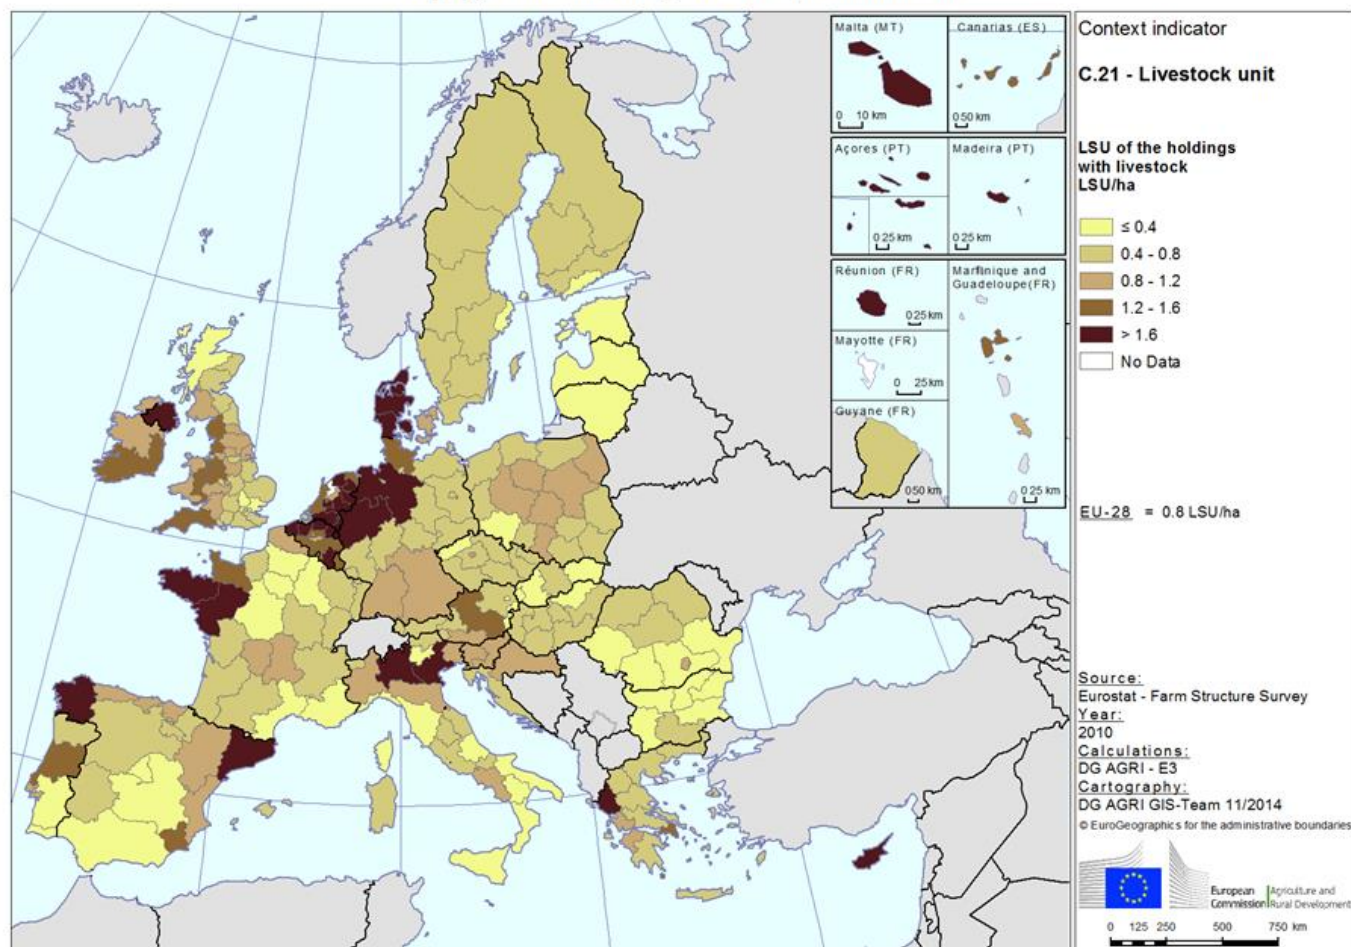 Malta (MT)
0 10 km
Canarias (ES)
0 50 km
Açores (PT)
0 25 km
Madeira (PT)
0 25 km
Réunion (FR)
0 25 km
Mayotte (FR)
0 25 km
Guyane (FR)
0 50 km
Martinique and
Guadeloupe(FR)
0 25 km
Context indicator
C.21 - Livestock unit
LSU of the holdings
with livestock
LSU/ha
≤ 0.4
0.4 - 0.8
0.8 - 1.2
1.2 - 1.6
> 1.6
No Data
EU-28 = 0.8 LSU/ha
Source:
Eurostat - Farm Structure Survey
Year:
2010
Calculations:
DG AGRI - E3
Cartography:
DG AGRI GIS-Team 11/2014
© EuroGeographics for the administrative boundaries
European
Commission
Agriculture and
Rural Development
0 125 250 500 750 km